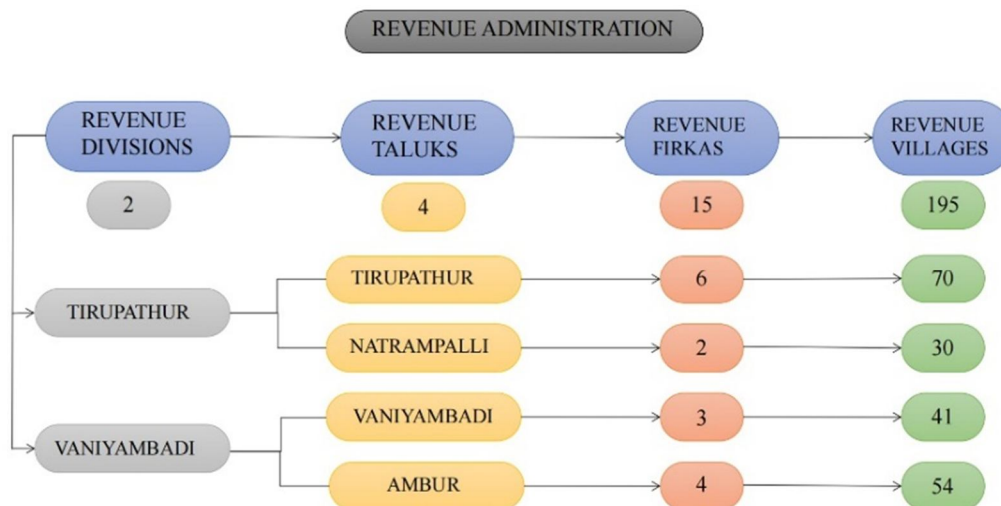 REVENUE ADMINISTRATION
REVENUE
DIVISIONS
REVENUE
TALUKS
REVENUE
FIRKAS
REVENUE
VILLAGES
2
4
15
195
TIRUPATHUR
TIRUPATHUR
6
70
NATRAMPALLI
2
30
VANIYAMBADI
VANIYAMBADI
3
41
AMBUR
4
54